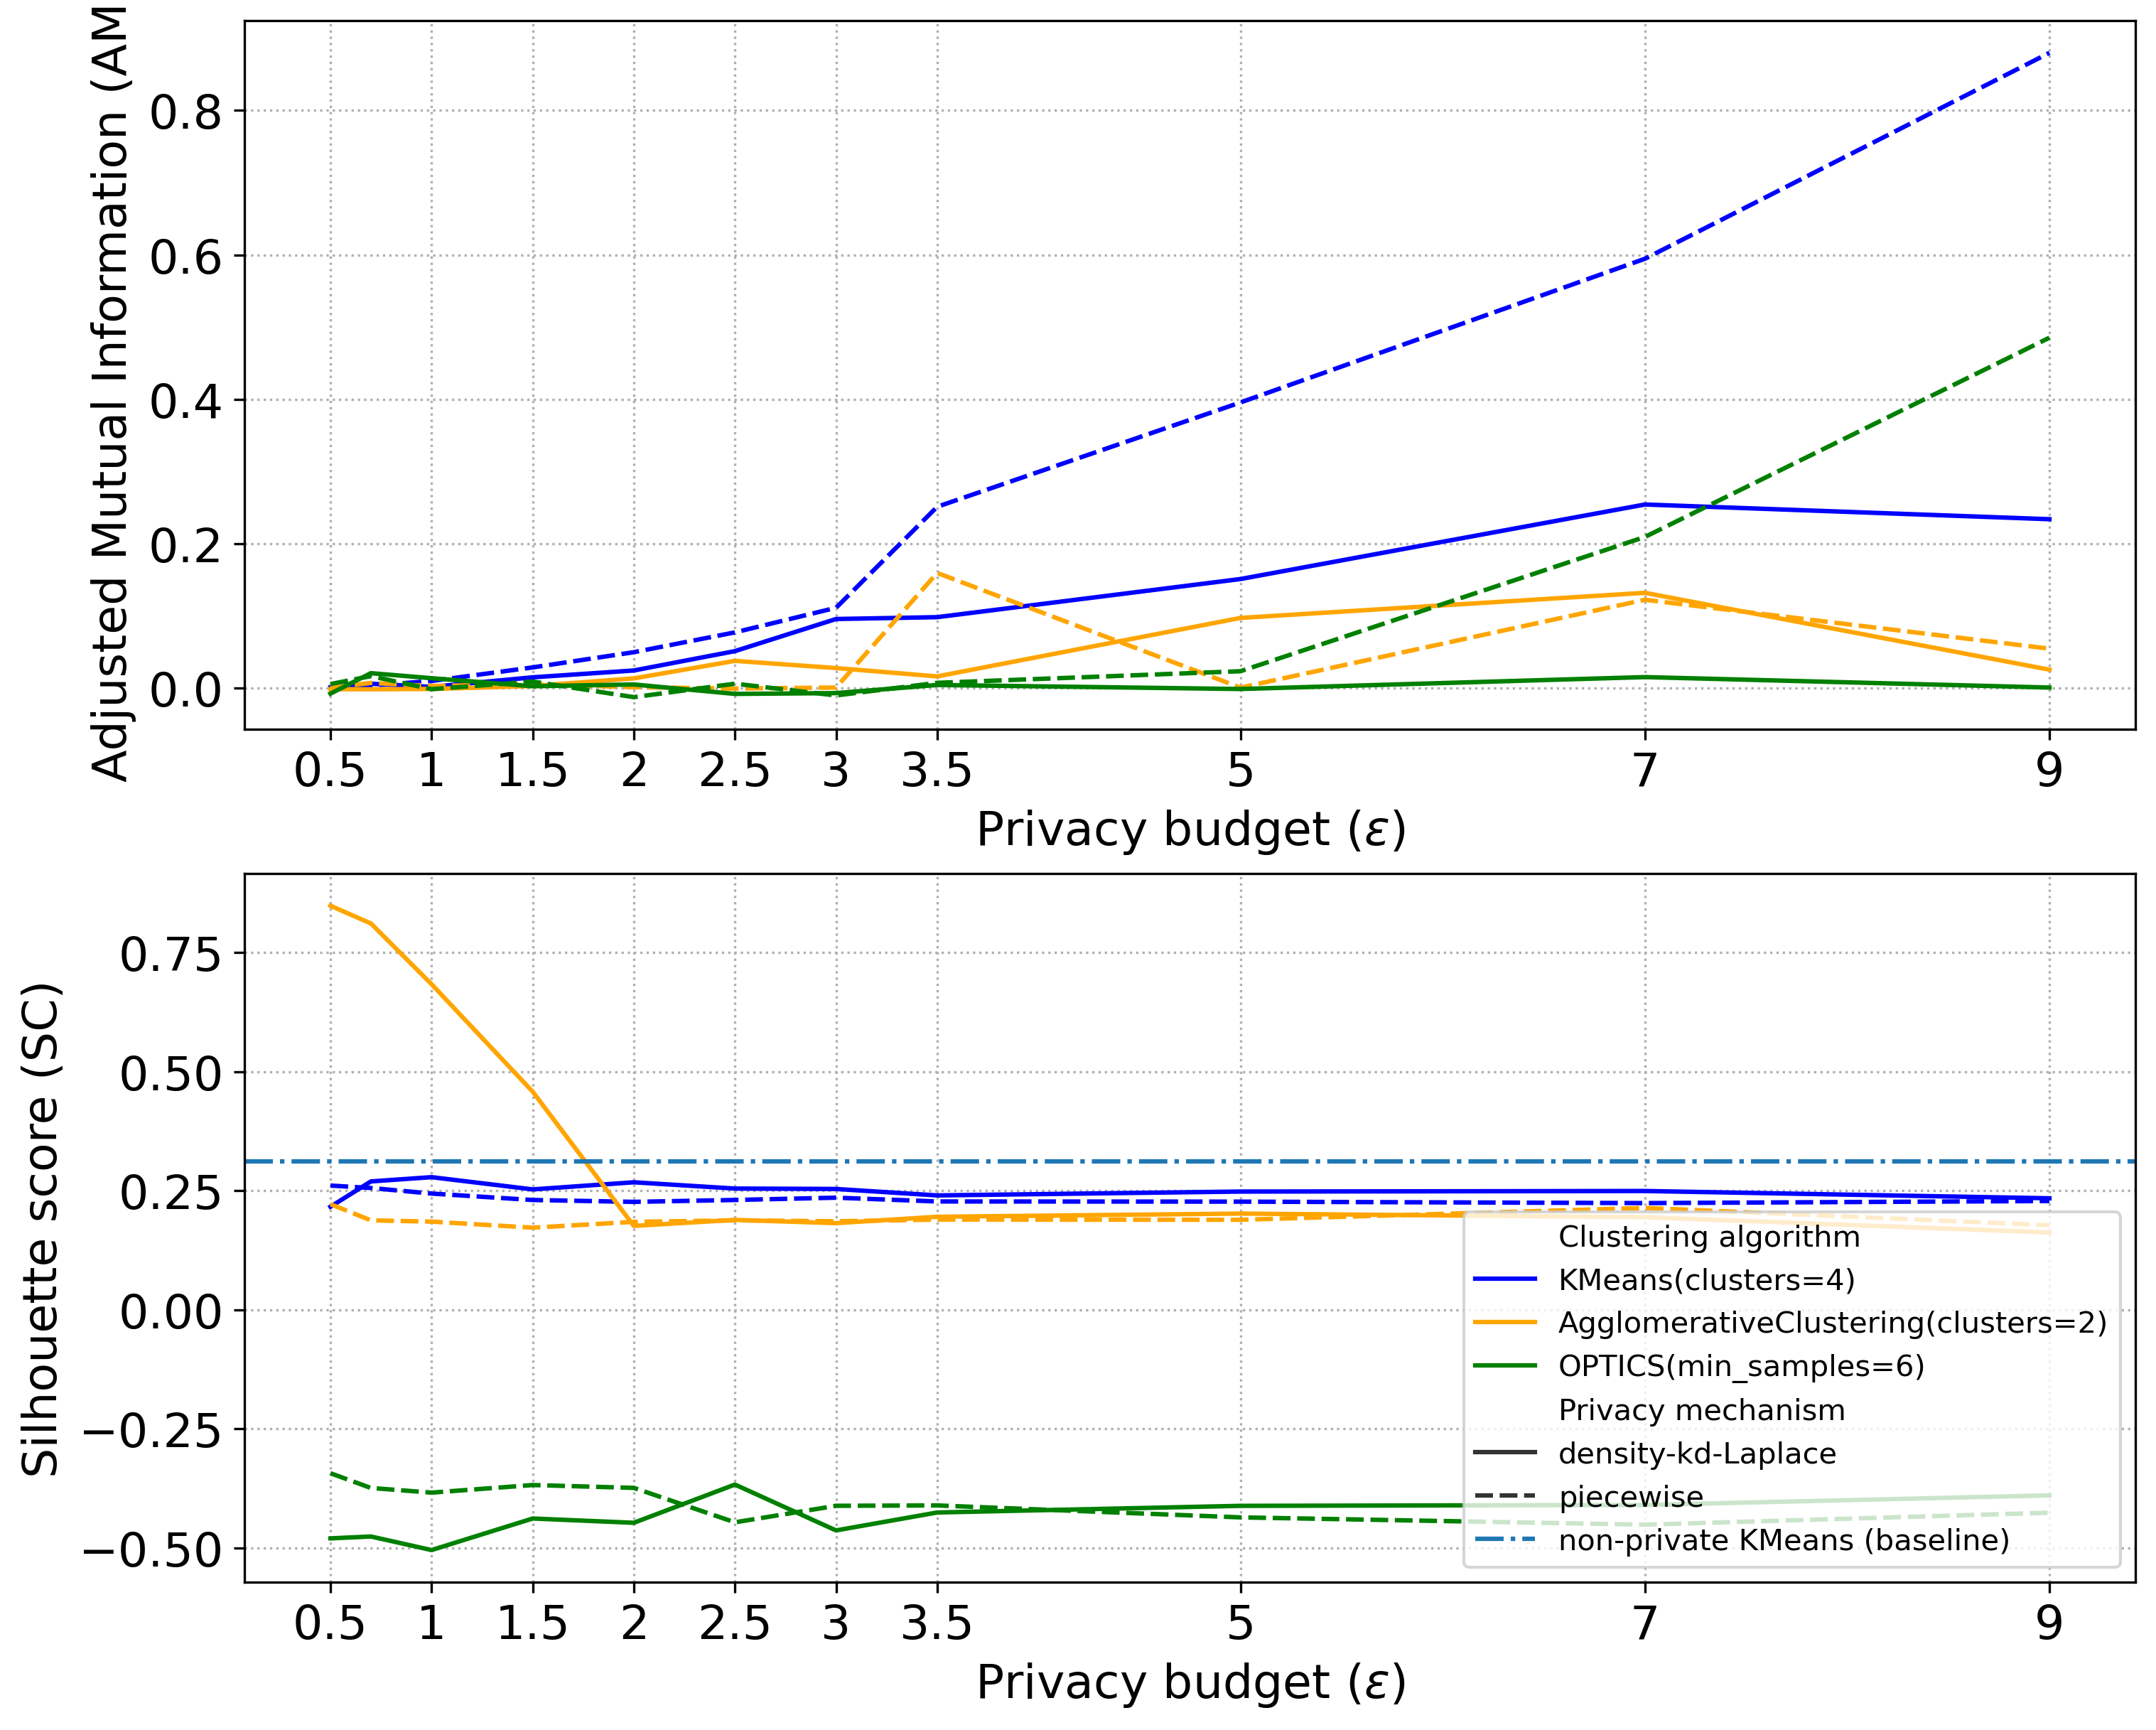 Adjusted Mutual Information (AM
0.8
0.6
0.4
0.2
0.0
0.5 1 1.5 2 2.5 3 3.5 5 7 9
Privacy budget (ε)
Silhouette score (SC)
0.75
0.50
0.25
0.00
−0.25
−0.50
Clustering algorithm
KMeans(clusters=4)
AgglomerativeClustering(clusters=2)
OPTICS(min_samples=6)
Privacy mechanism
density-kd-Laplace
piecewise
non-private KMeans (baseline)
0.5 1 1.5 2 2.5 3 3.5 5 7 9
Privacy budget (ε)